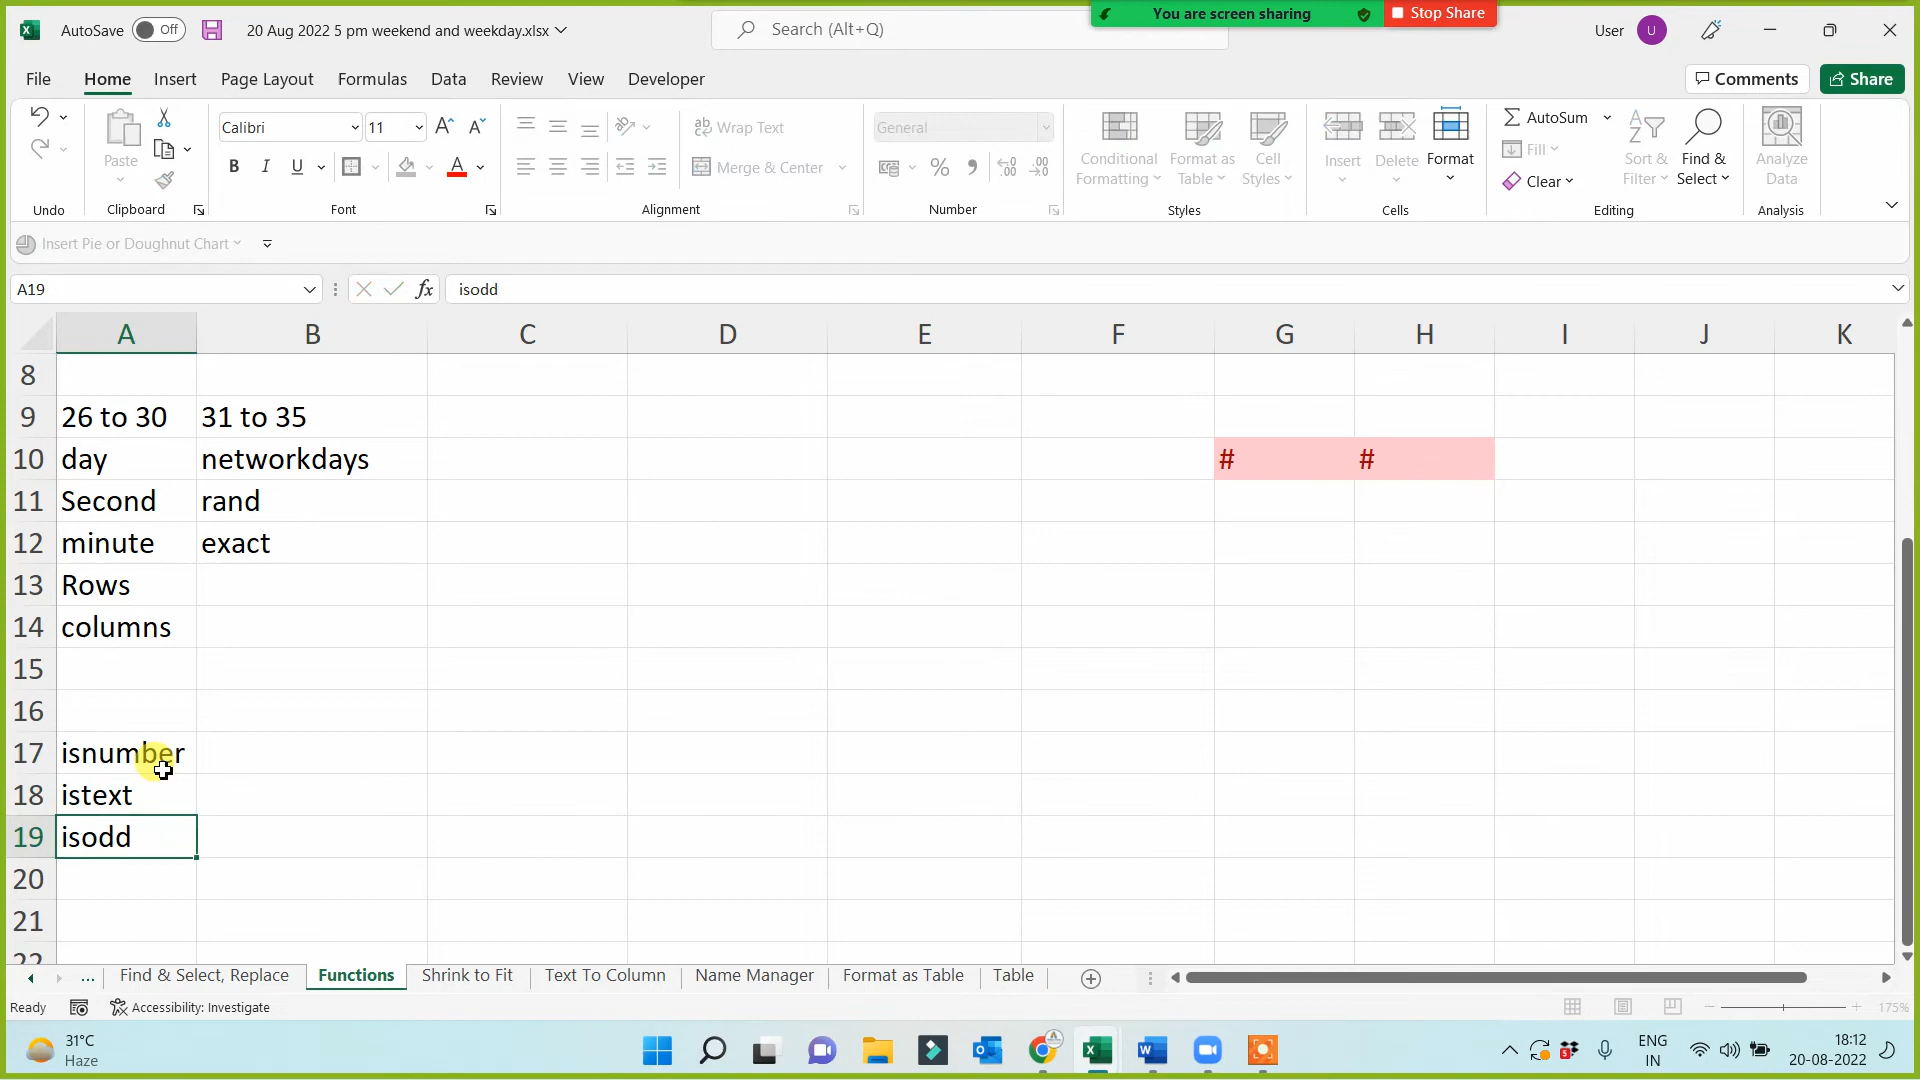 You are screen sharing
Stop Share
AutoSave Off
20 Aug 2022 5 pm weekend and weekday.xlsx
Search (Alt+Q)
User U
File Home Insert Page Layout Formulas Data Review View Developer
Comments Share
Calibri 11
Wrap Text
General
Paste
B I U A
Merge & Center
Conditional Formatting
Format as Table
Cell Styles
Insert Delete Format
AutoSum
Fill
Clear
Sort & Filter
Find & Select
Analyze Data
Undo Clipboard Font Alignment Number Styles Cells Editing Analysis
Insert Pie or Doughnut Chart
A19 fx isodd
A B C D E F G H I J K
8
9 26 to 30 31 to 35
10 day networkdays # #
11 Second rand
12 minute exact
13 Rows
14 columns
15
16
17 isnumber
18 istext
19 isodd
20
21
22
... Find & Select, Replace Functions Shrink to Fit Text To Column Name Manager Format as Table Table
Ready Accessibility: Investigate 175%
31°C
Haze
ENG
IN
18:12
20-08-2022